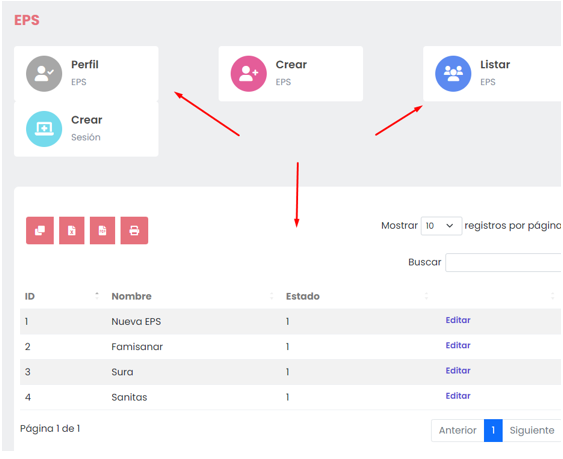 EPS
Perfil
EPS
Crear
EPS
Listar
EPS
Crear
Sesión
Mostrar 10 registros por página
Buscar
ID Nombre Estado
1 Nueva EPS 1 Editar
2 Famisanar 1 Editar
3 Sura 1 Editar
4 Sanitas 1 Editar
Página 1 de 1
Anterior 1 Siguiente